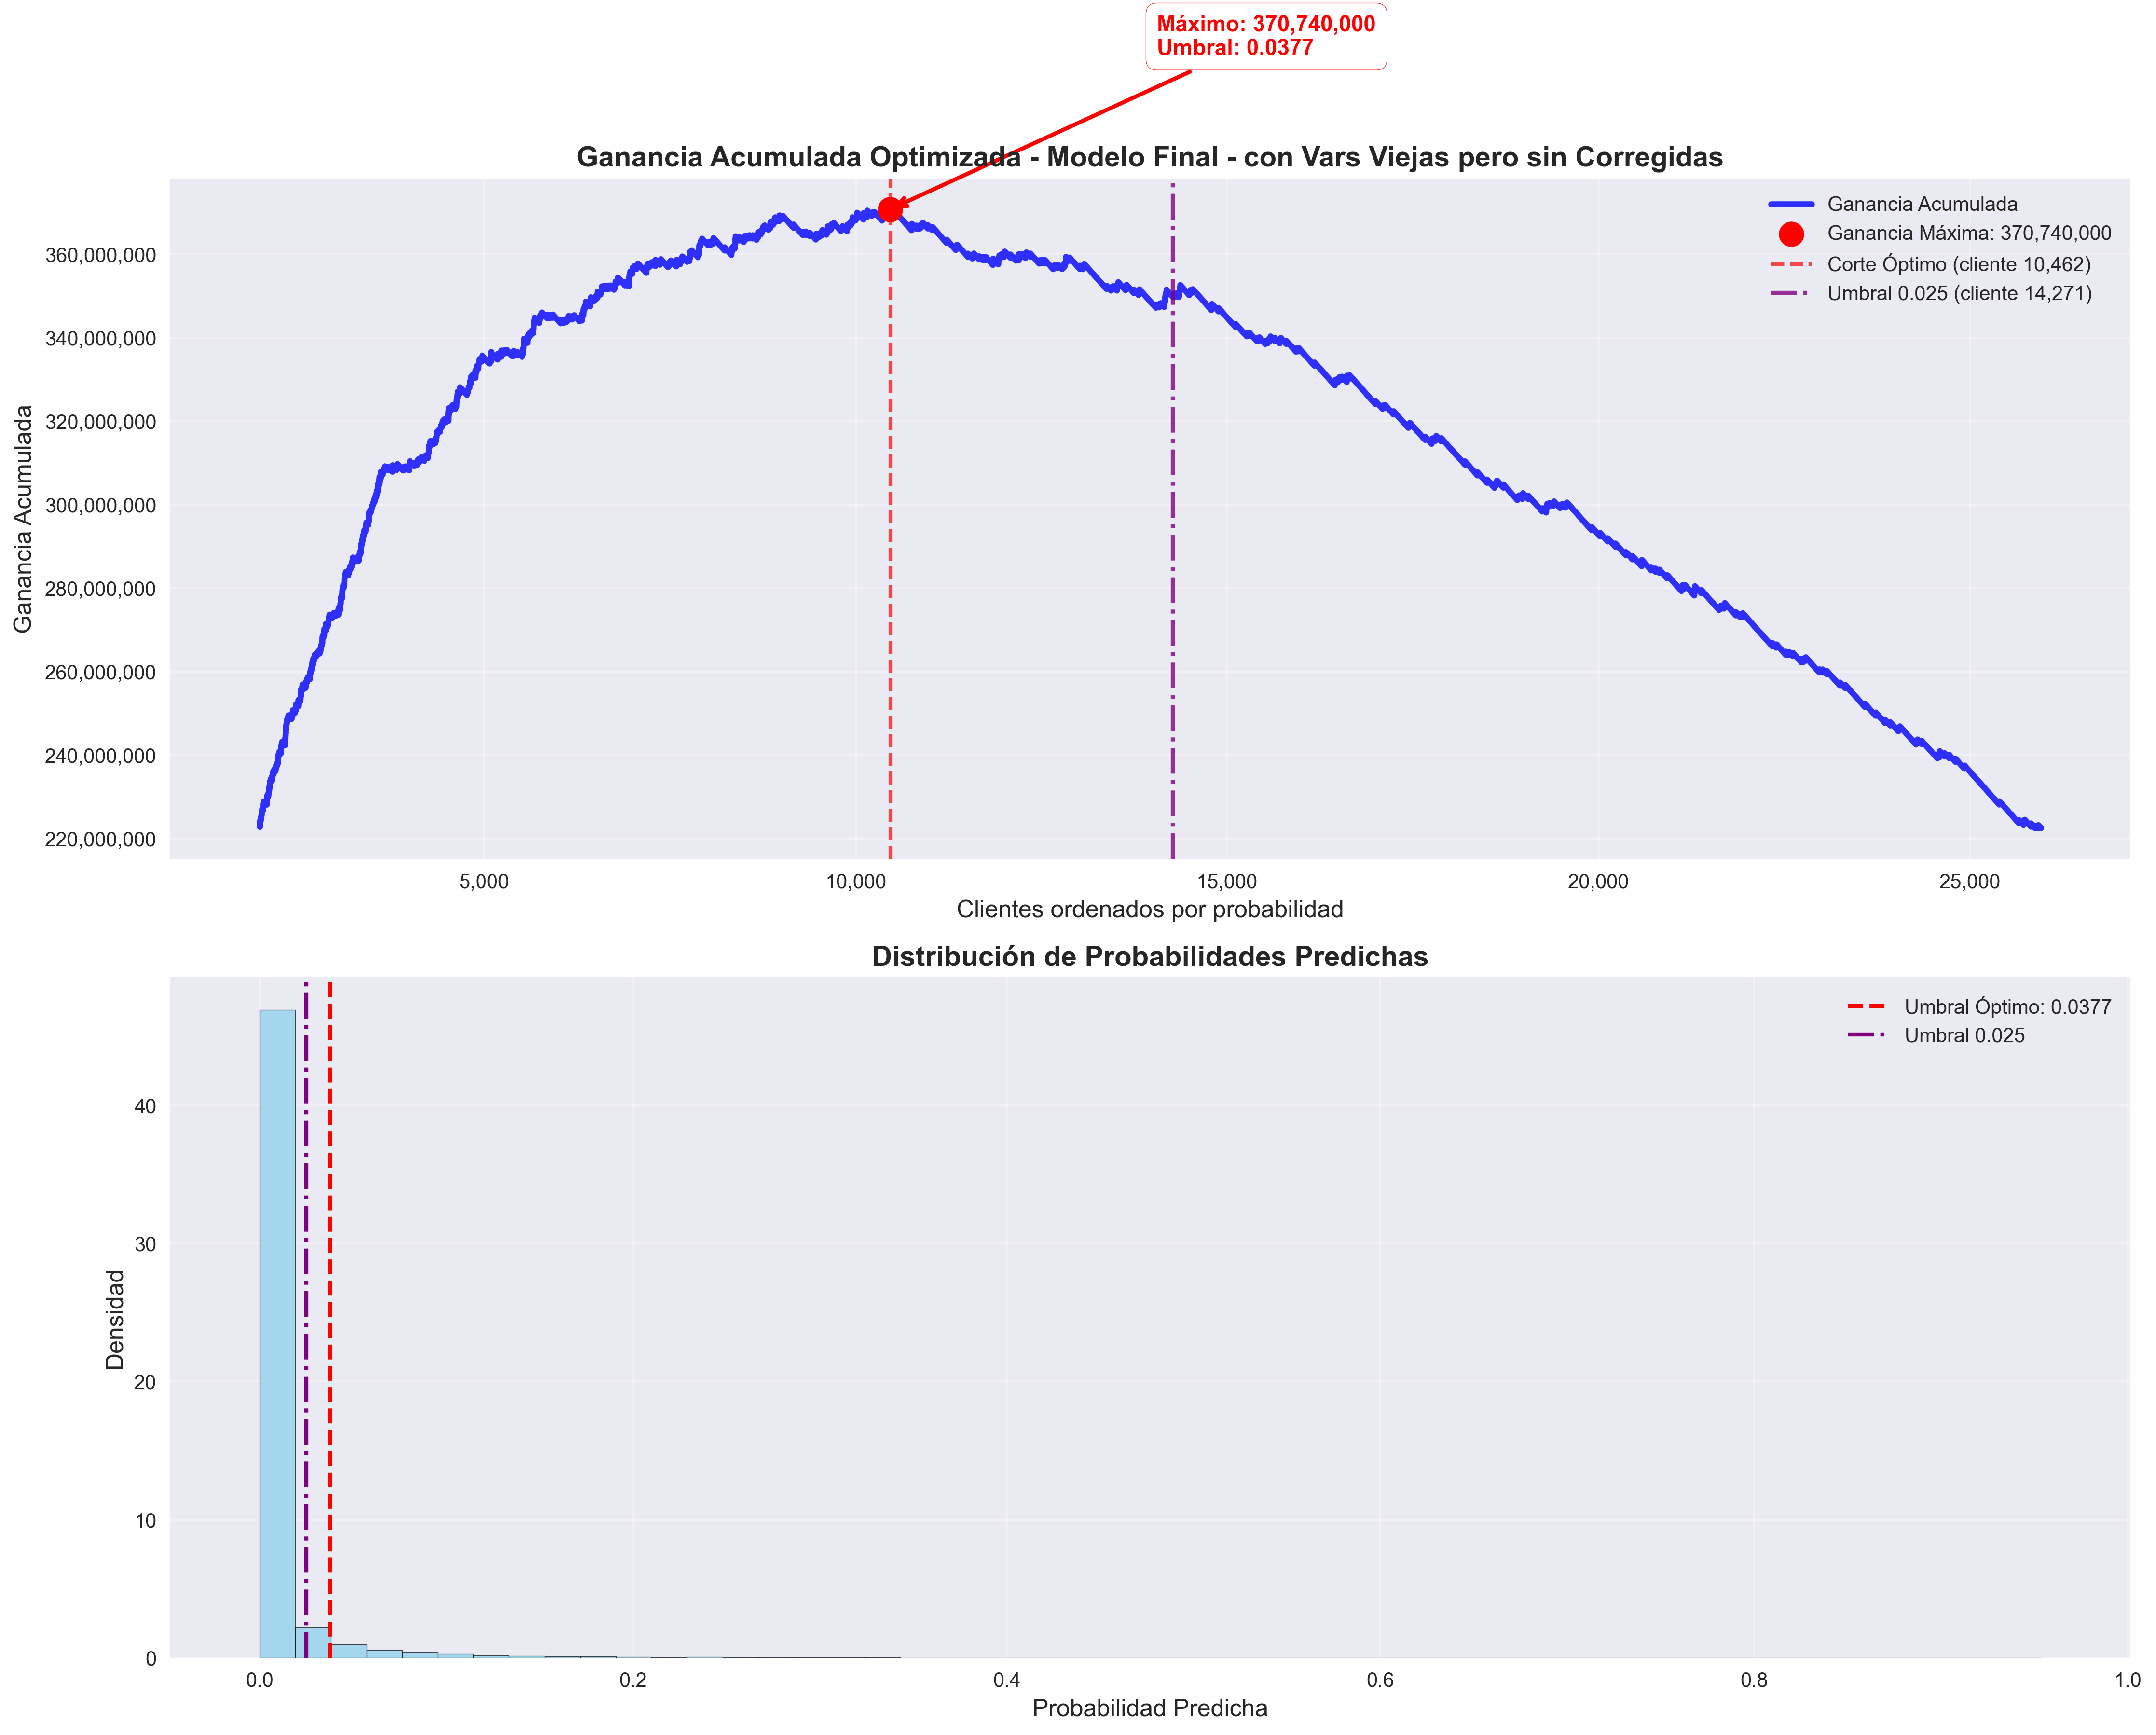 Máximo: 370,740,000
Umbral: 0.0377
Ganancia Acumulada Optimizada - Modelo Final - con Vars Viejas pero sin Corregidas
Ganancia Acumulada
Ganancia Máxima: 370,740,000
Corte Óptimo (cliente 10,462)
Umbral 0.025 (cliente 14,271)
Ganancia Acumulada
360,000,000
340,000,000
320,000,000
300,000,000
280,000,000
260,000,000
240,000,000
220,000,000
5,000
10,000
15,000
20,000
25,000
Clientes ordenados por probabilidad
Distribución de Probabilidades Predichas
Umbral Óptimo: 0.0377
Umbral 0.025
Densidad
40
30
20
10
0
0.0
0.2
0.4
0.6
0.8
1.0
Probabilidad Predicha